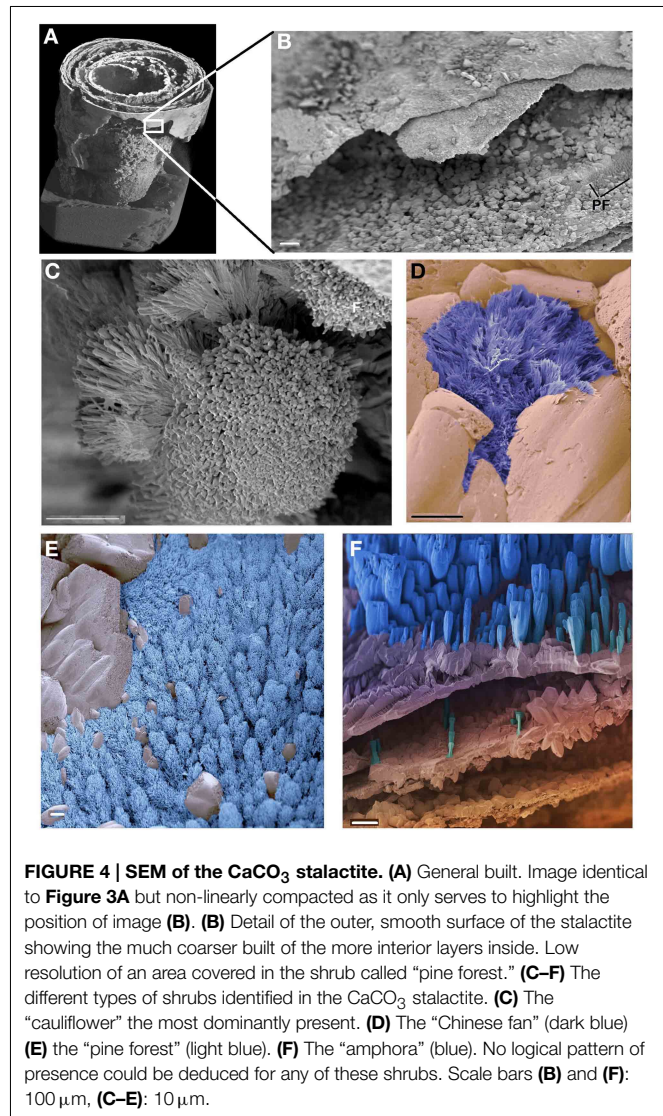 A
B
PF
C
F
D
E
F
FIGURE 4 | SEM of the CaCO₃ stalactite. (A) General built. Image identical
to Figure 3A but non-linearly compacted as it only serves to highlight the
position of image (B). (B) Detail of the outer, smooth surface of the stalactite
showing the much coarser built of the more interior layers inside. Low
resolution of an area covered in the shrub called “pine forest.” (C–F) The
different types of shrubs identified in the CaCO₃ stalactite. (C) The
“cauliflower” the most dominantly present. (D) The “Chinese fan” (dark blue)
(E) the “pine forest” (light blue). (F) The “amphora” (blue). No logical pattern of
presence could be deduced for any of these shrubs. Scale bars (B) and (F):
100 μm, (C–E): 10 μm.